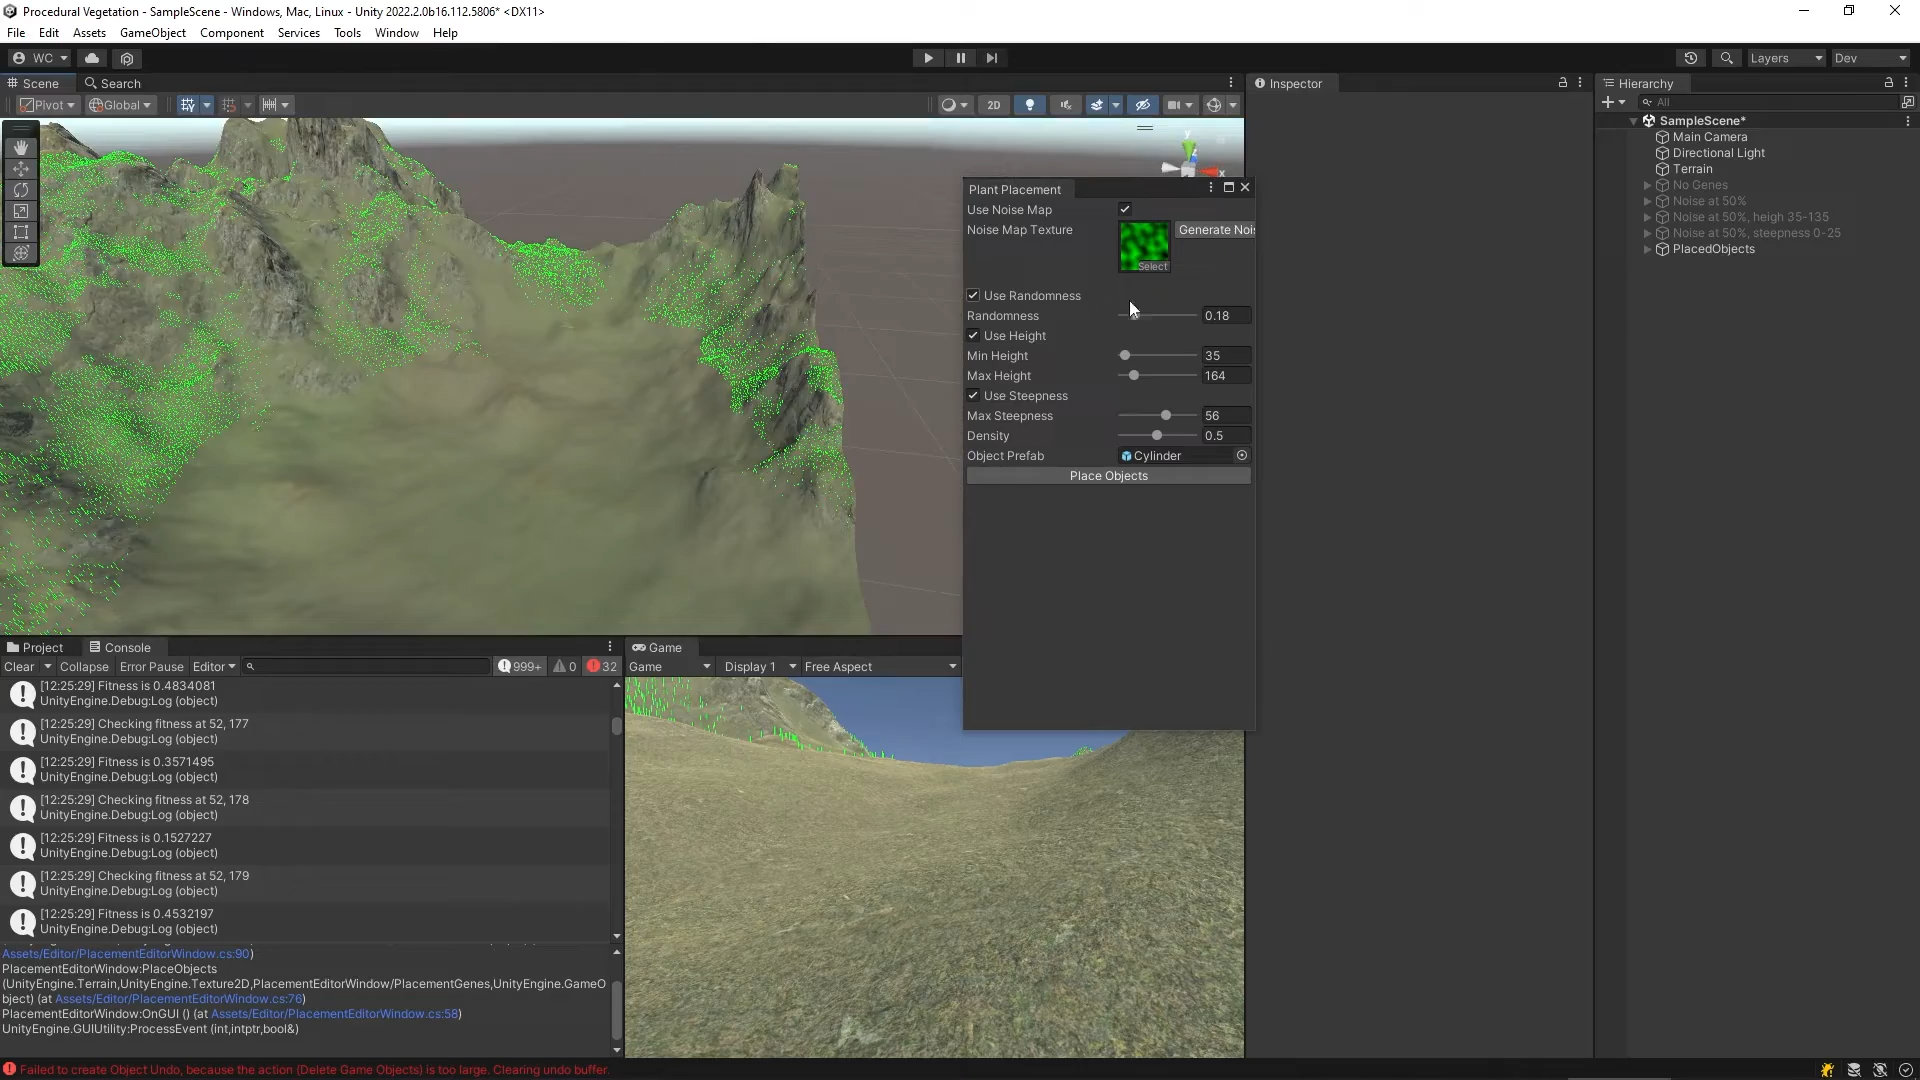 Procedural Vegetation - SampleScene - Windows, Mac, Linux - Unity 2022.2.0b16.112.5806* <DX11>
File Edit Assets GameObject Component Services Tools Window Help
WC Layers Dev
Scene Search
Pivot Global 2D
Inspector
Hierarchy
All
SampleScene*
Main Camera
Directional Light
Terrain
No Genes
Noise at 50%
Noise at 50%, heigh 35-135
Noise at 50%, steepness 0-25
PlacedObjects
y
x
Plant Placement
Use Noise Map
Noise Map Texture Generate Nois
Select
Use Randomness
Randomness 0.18
Use Height
Min Height 35
Max Height 164
Use Steepness
Max Steepness 56
Density 0.5
Object Prefab Cylinder
Place Objects
Project Console
Clear Collapse Error Pause Editor 999+ 0 32
[12:25:29] Fitness is 0.4834081
UnityEngine.Debug:Log (object)
[12:25:29] Checking fitness at 52, 177
UnityEngine.Debug:Log (object)
[12:25:29] Fitness is 0.3571495
UnityEngine.Debug:Log (object)
[12:25:29] Checking fitness at 52, 178
UnityEngine.Debug:Log (object)
[12:25:29] Fitness is 0.1527227
UnityEngine.Debug:Log (object)
[12:25:29] Checking fitness at 52, 179
UnityEngine.Debug:Log (object)
[12:25:29] Fitness is 0.4532197
UnityEngine.Debug:Log (object)
Assets/Editor/PlacementEditorWindow.cs:90)
PlacementEditorWindow:PlaceObjects
(UnityEngine.Terrain,UnityEngine.Texture2D,PlacementEditorWindow/PlacementGenes,UnityEngine.GameO
bject) (at Assets/Editor/PlacementEditorWindow.cs:76)
PlacementEditorWindow:OnGUI () (at Assets/Editor/PlacementEditorWindow.cs:58)
UnityEngine.GUIUtility:ProcessEvent (int,intptr,bool&)
Game
Game Display 1 Free Aspect
Failed to create Object Undo, because the action (Delete Game Objects) is too large. Clearing undo buffer.